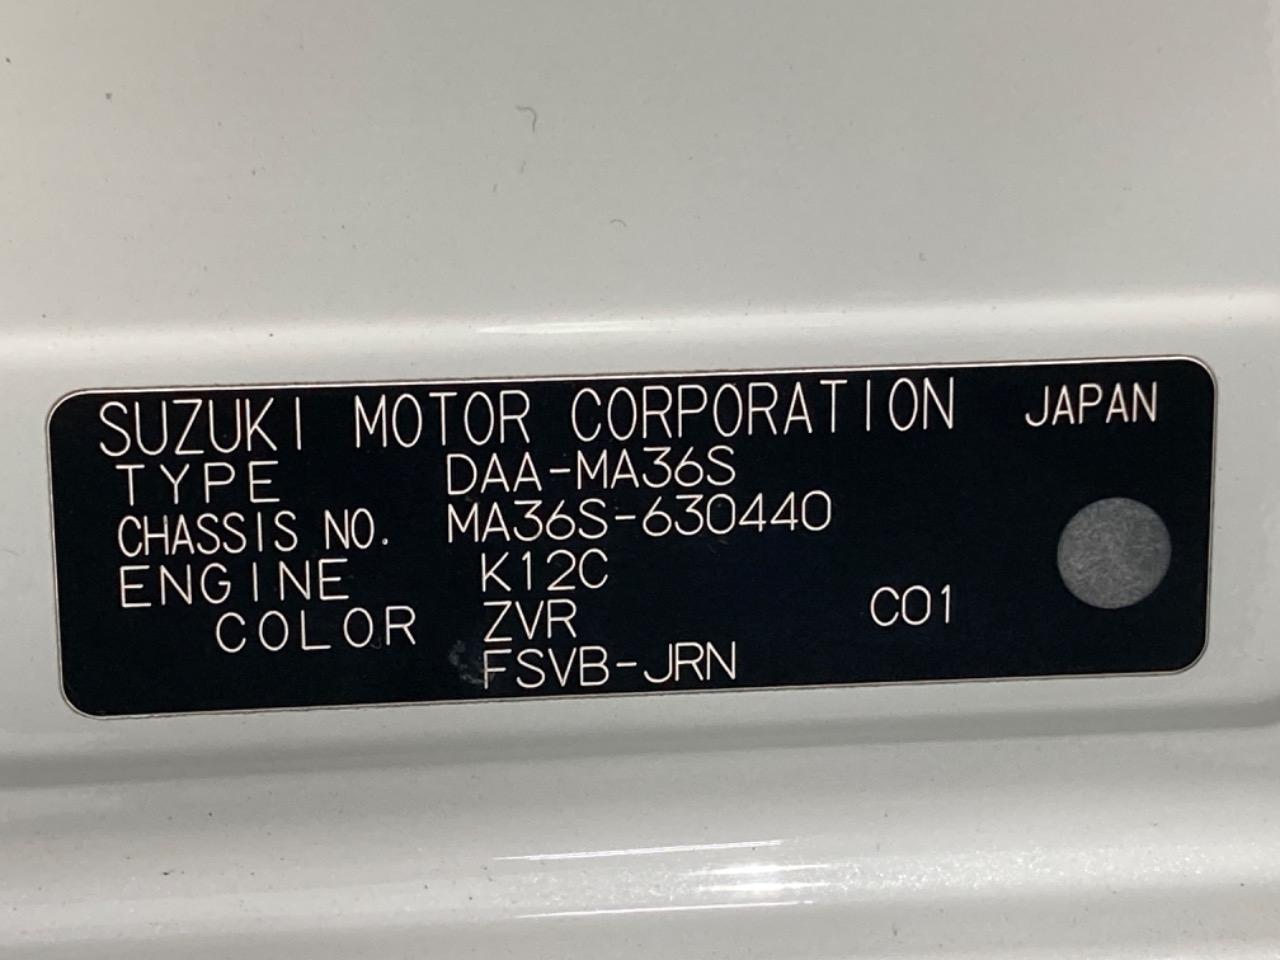 SUZUKI MOTOR CORPORATION JAPAN
TYPE DAA-MA36S
CHASSIS NO. MA36S-630440
ENGINE K12C
COLOR ZVR C01
FSVB-JRN